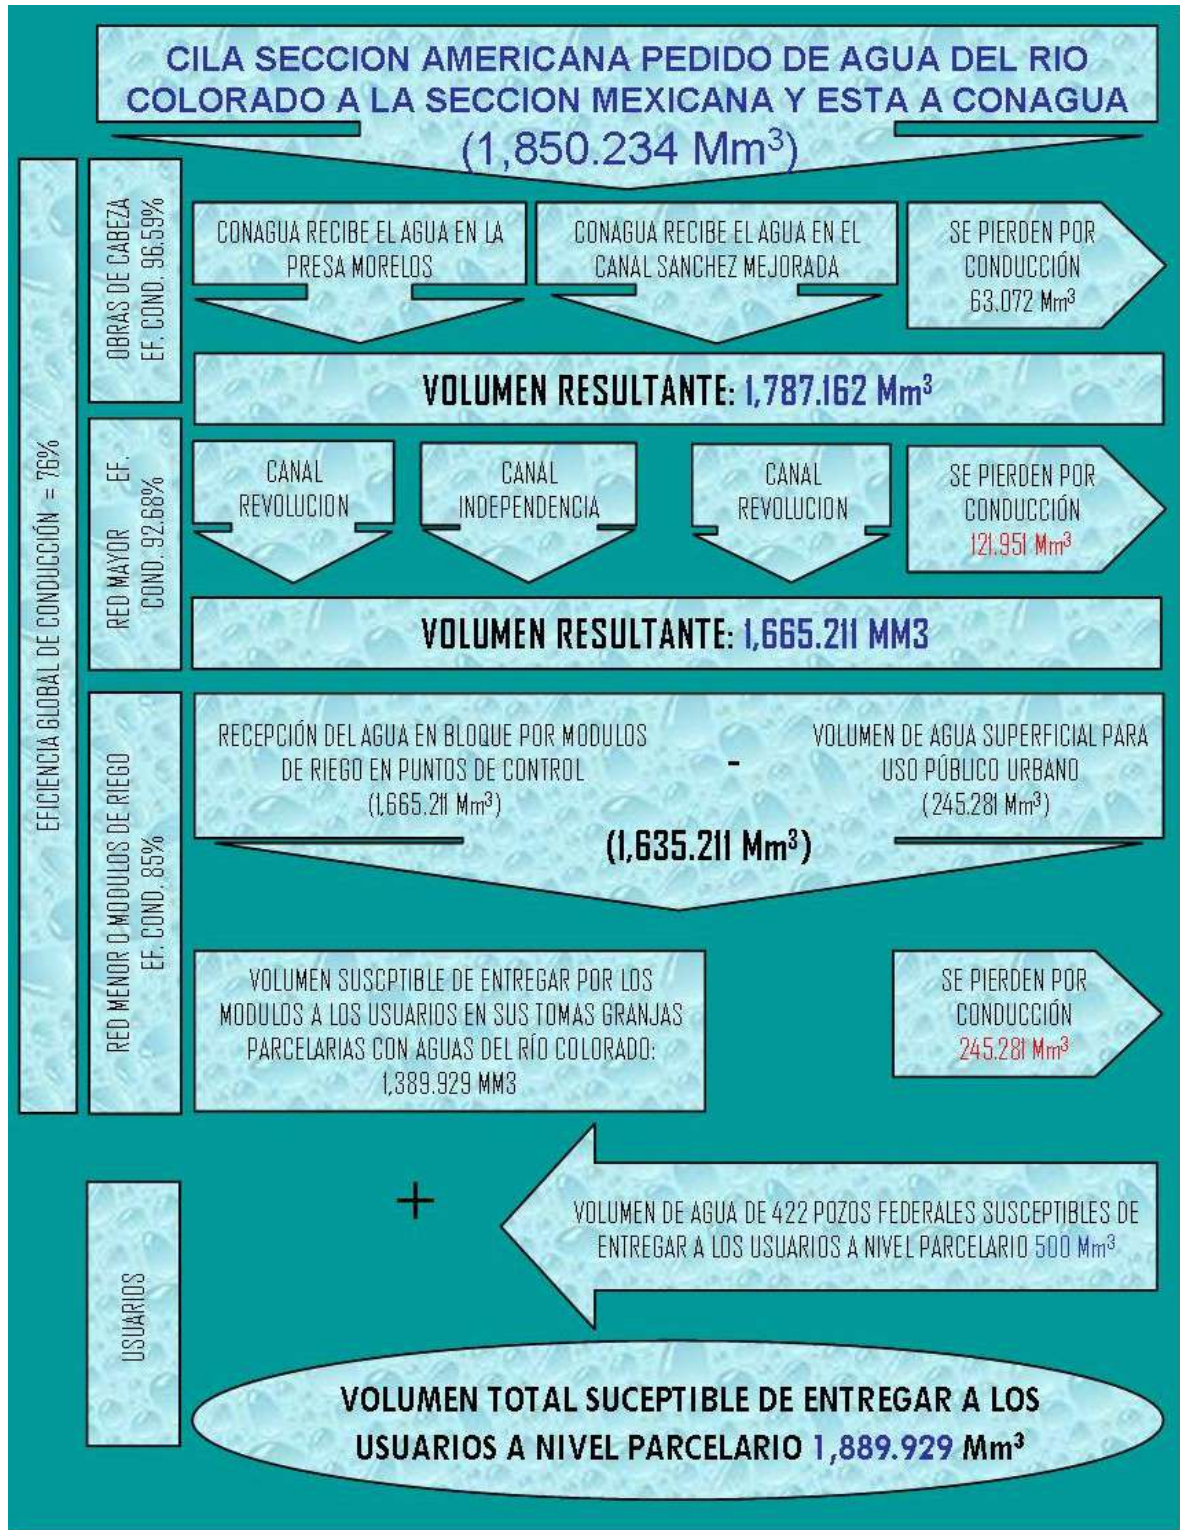 CILA SECCION AMERICANA PEDIDO DE AGUA DEL RIO
COLORADO A LA SECCION MEXICANA Y ESTA A CONAGUA
(1,850.234 Mm³)
EFICIENCIA GLOBAL DE CONDUCCIÓN = 76%
OBRAS DE CABEZA
EF. COND. 96.59%
CONAGUA RECIBE EL AGUA EN LA
PRESA MORELOS
CONAGUA RECIBE EL AGUA EN EL
CANAL SANCHEZ MEJORADA
SE PIERDEN POR
CONDUCCIÓN
63.072 Mm³
VOLUMEN RESULTANTE: 1,787.162 Mm³
RED MAYOR EF.
COND. 92.68%
CANAL
REVOLUCION
CANAL
INDEPENDENCIA
CANAL
REVOLUCION
SE PIERDEN POR
CONDUCCIÓN
121.951 Mm³
VOLUMEN RESULTANTE: 1,665.211 MM3
RED MENOR O MODULOS DE RIEGO
EF. COND. 85%
RECEPCIÓN DEL AGUA EN BLOQUE POR MODULOS
DE RIEGO EN PUNTOS DE CONTROL
(1,665.211 Mm³)
-
VOLUMEN DE AGUA SUPERFICIAL PARA
USO PÚBLICO URBANO
(245.281 Mm³)
(1,635.211 Mm³)
VOLUMEN SUSCPTIBLE DE ENTREGAR POR LOS
MODULOS A LOS USUARIOS EN SUS TOMAS GRANJAS
PARCELARIAS CON AGUAS DEL RÍO COLORADO:
1,389.929 MM3
SE PIERDEN POR
CONDUCCIÓN
245.281 Mm³
+
VOLUMEN DE AGUA DE 422 POZOS FEDERALES SUSCEPTIBLES DE
ENTREGAR A LOS USUARIOS A NIVEL PARCELARIO 500 Mm³
USUARIOS
VOLUMEN TOTAL SUCEPTIBLE DE ENTREGAR A LOS
USUARIOS A NIVEL PARCELARIO 1,889.929 Mm³